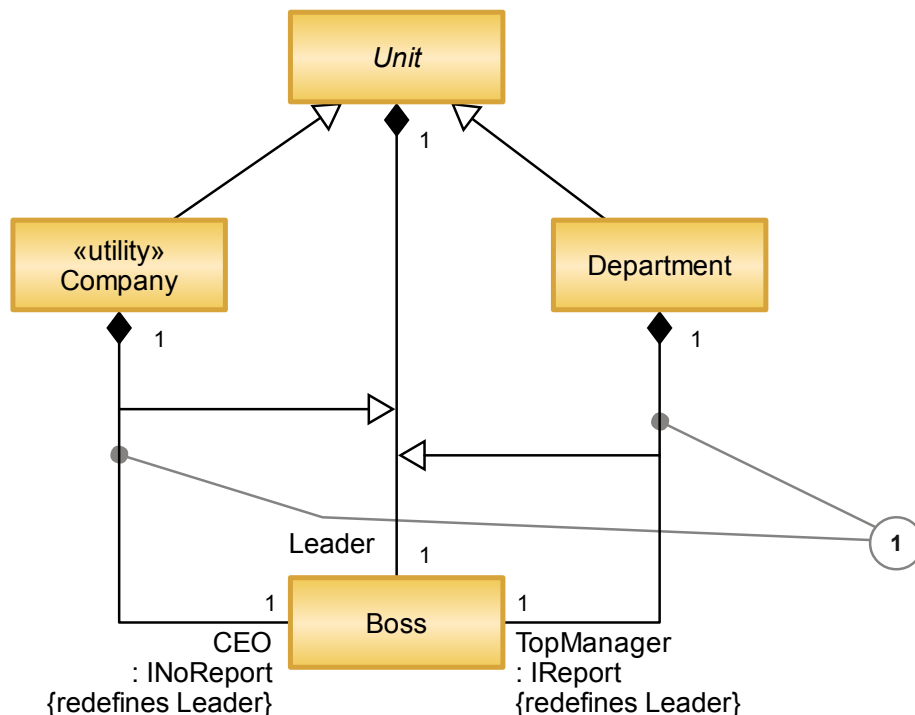 Unit
1
«utility»
Company
Department
1
1
Leader
1
1
1
Boss
1
CEO
: INoReport
{redefines Leader}
TopManager
: IReport
{redefines Leader}